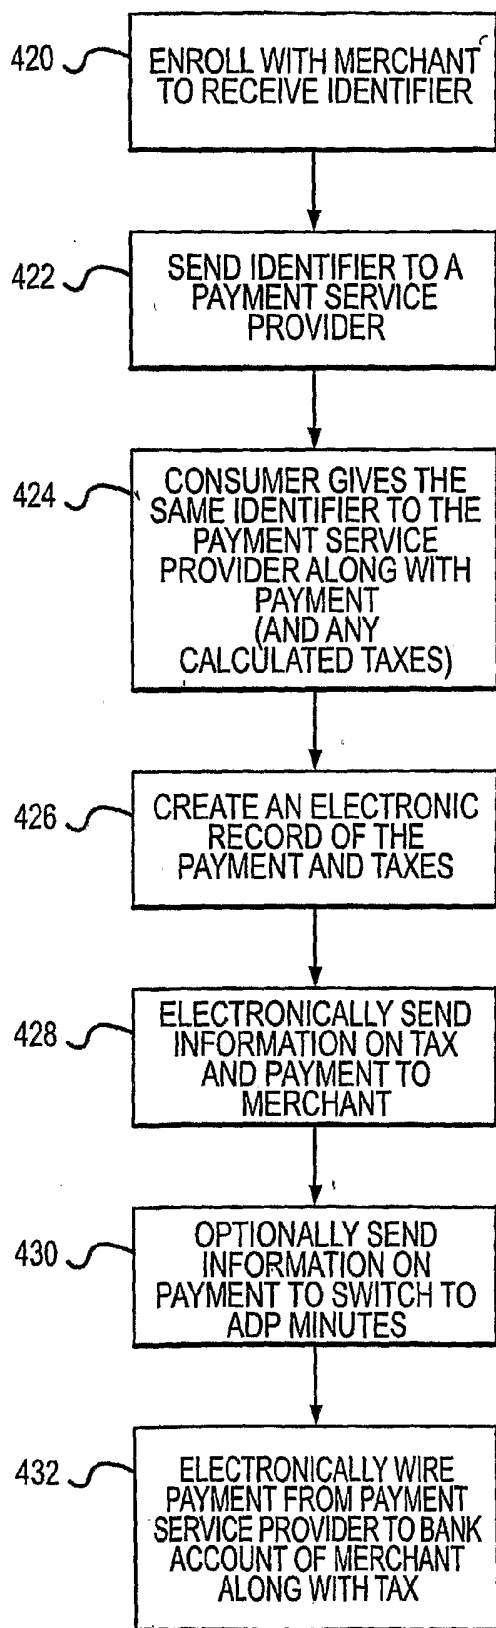 420
ENROLL WITH MERCHANT
TO RECEIVE IDENTIFIER
422
SEND IDENTIFIER TO A
PAYMENT SERVICE
PROVIDER
424
CONSUMER GIVES THE
SAME IDENTIFIER TO THE
PAYMENT SERVICE
PROVIDER ALONG WITH
PAYMENT
(AND ANY
CALCULATED TAXES)
426
CREATE AN ELECTRONIC
RECORD OF THE
PAYMENT AND TAXES
428
ELECTRONICALLY SEND
INFORMATION ON TAX
AND PAYMENT TO
MERCHANT
430
OPTIONALLY SEND
INFORMATION ON
PAYMENT TO SWITCH TO
ADP MINUTES
432
ELECTRONICALLY WIRE
PAYMENT FROM PAYMENT
SERVICE PROVIDER TO BANK
ACCOUNT OF MERCHANT
ALONG WITH TAX